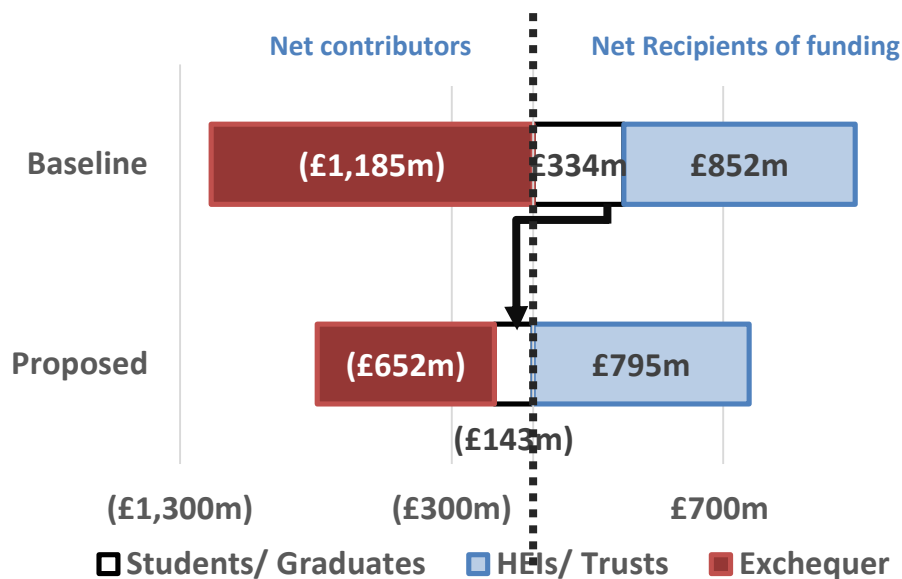 Net contributors
Net Recipients of funding
Baseline
(£1,185m)
£334m
£852m
Proposed
(£652m)
£795m
(£143m)
(£1,300m)
(£300m)
£700m
Students/ Graduates
HEIs/ Trusts
Exchequer